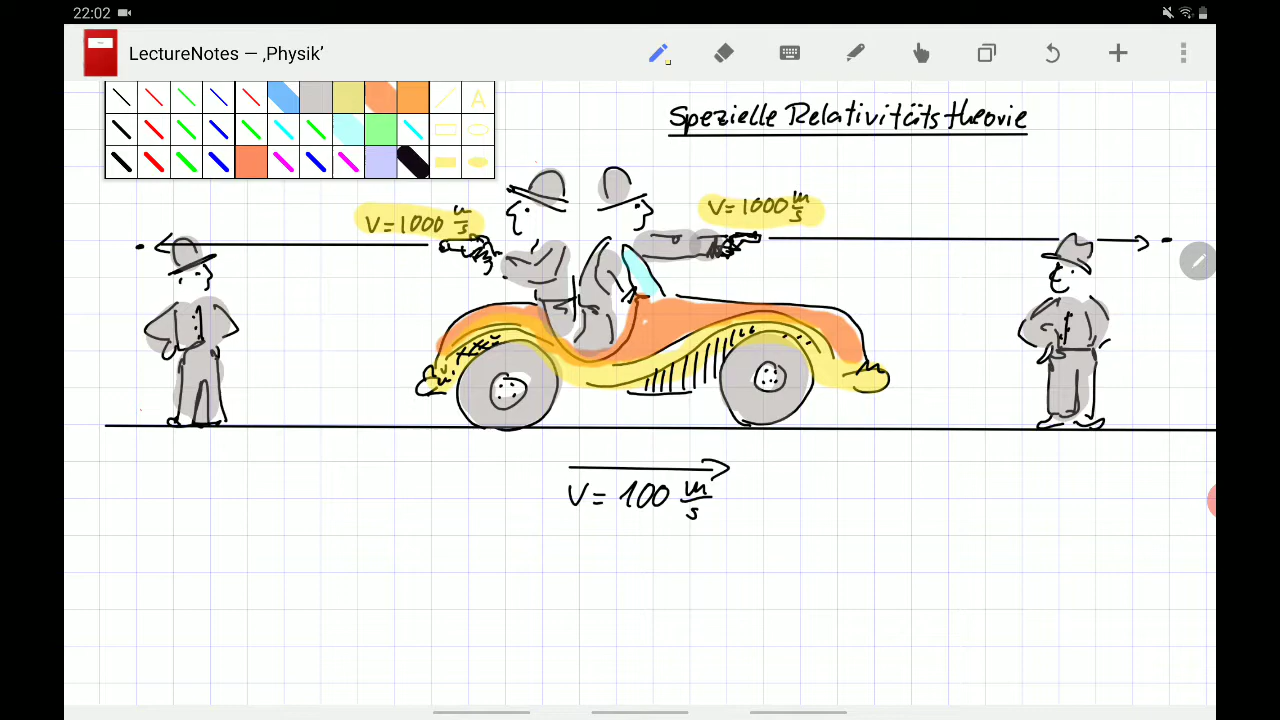 22:02
LectureNotes — ‚Physik‘
A
Spezielle Relativitätstheorie
V= 1000 m/s
V= 1000 m/s
V= 100 m/s